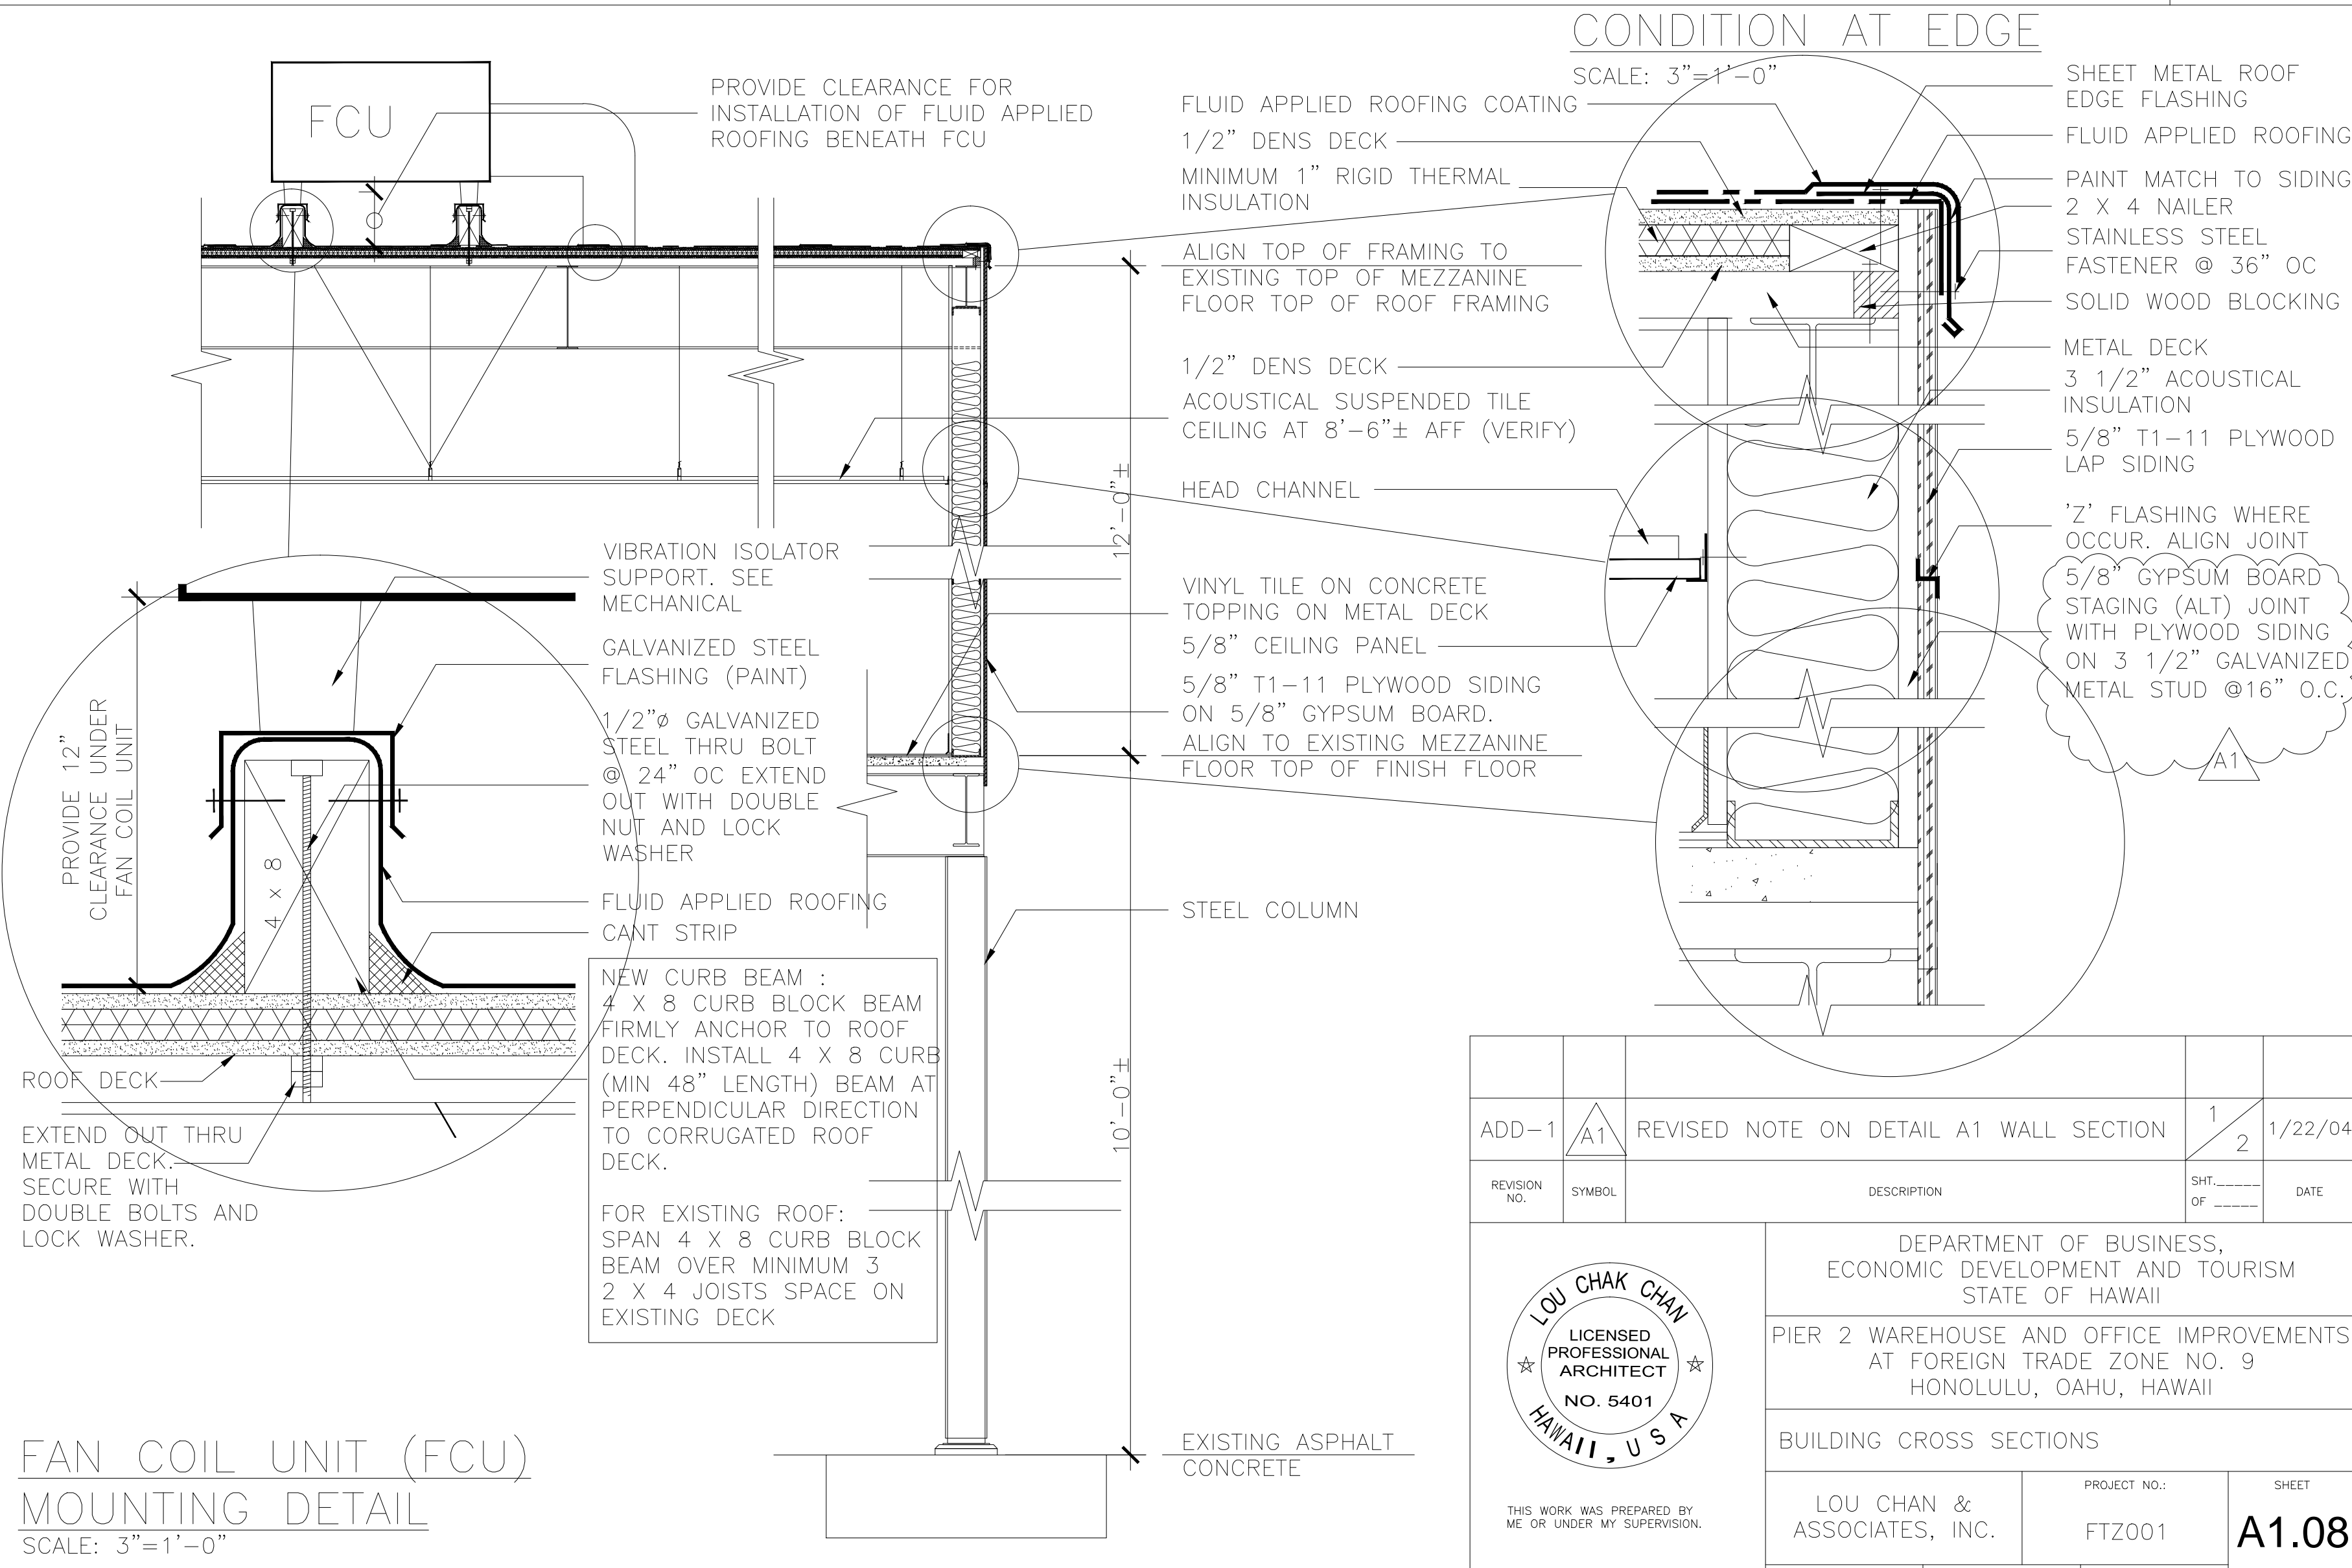 CONDITION AT EDGE
SCALE: 3"=1'-0"
FCU
PROVIDE CLEARANCE FOR
INSTALLATION OF FLUID APPLIED
ROOFING BENEATH FCU
FLUID APPLIED ROOFING COATING
1/2" DENS DECK
MINIMUM 1" RIGID THERMAL
INSULATION
ALIGN TOP OF FRAMING TO
EXISTING TOP OF MEZZANINE
FLOOR TOP OF ROOF FRAMING
1/2" DENS DECK
ACOUSTICAL SUSPENDED TILE
CEILING AT 8'-6"± AFF (VERIFY)
HEAD CHANNEL
VINYL TILE ON CONCRETE
TOPPING ON METAL DECK
5/8" CEILING PANEL
5/8" T1-11 PLYWOOD SIDING
ON 5/8" GYPSUM BOARD.
ALIGN TO EXISTING MEZZANINE
FLOOR TOP OF FINISH FLOOR
STEEL COLUMN
EXISTING ASPHALT
CONCRETE
12'-0"±
10'-0"±
SHEET METAL ROOF
EDGE FLASHING
FLUID APPLIED ROOFING
PAINT MATCH TO SIDING
2 X 4 NAILER
STAINLESS STEEL
FASTENER @ 36" OC
SOLID WOOD BLOCKING
METAL DECK
3 1/2" ACOUSTICAL
INSULATION
5/8" T1-11 PLYWOOD
LAP SIDING
'Z' FLASHING WHERE
OCCUR. ALIGN JOINT
5/8" GYPSUM BOARD
STAGING (ALT) JOINT
WITH PLYWOOD SIDING
ON 3 1/2" GALVANIZED
METAL STUD @16" O.C.
A1
VIBRATION ISOLATOR
SUPPORT. SEE
MECHANICAL
GALVANIZED STEEL
FLASHING (PAINT)
1/2"ø GALVANIZED
STEEL THRU BOLT
@ 24" OC EXTEND
OUT WITH DOUBLE
NUT AND LOCK
WASHER
FLUID APPLIED ROOFING
CANT STRIP
PROVIDE 12"
CLEARANCE UNDER
FAN COIL UNIT
4 x 8
NEW CURB BEAM :
4 X 8 CURB BLOCK BEAM
FIRMLY ANCHOR TO ROOF
DECK. INSTALL 4 X 8 CURB
(MIN 48" LENGTH) BEAM AT
PERPENDICULAR DIRECTION
TO CORRUGATED ROOF
DECK.
FOR EXISTING ROOF:
SPAN 4 X 8 CURB BLOCK
BEAM OVER MINIMUM 3
2 X 4 JOISTS SPACE ON
EXISTING DECK
ROOF DECK
EXTEND OUT THRU
METAL DECK.
SECURE WITH
DOUBLE BOLTS AND
LOCK WASHER.
FAN COIL UNIT (FCU)
MOUNTING DETAIL
SCALE: 3"=1'-0"
ADD-1 A1 REVISED NOTE ON DETAIL A1 WALL SECTION 1/2 1/22/04
REVISION NO. SYMBOL DESCRIPTION SHT._____ OF _____ DATE
LOU CHAK CHAN
LICENSED
PROFESSIONAL
ARCHITECT
NO. 5401
HAWAII, U S A
THIS WORK WAS PREPARED BY
ME OR UNDER MY SUPERVISION.
DEPARTMENT OF BUSINESS,
ECONOMIC DEVELOPMENT AND TOURISM
STATE OF HAWAII
PIER 2 WAREHOUSE AND OFFICE IMPROVEMENTS
AT FOREIGN TRADE ZONE NO. 9
HONOLULU, OAHU, HAWAII
BUILDING CROSS SECTIONS
LOU CHAN &
ASSOCIATES, INC.
PROJECT NO.:
FTZ001
SHEET
A1.08